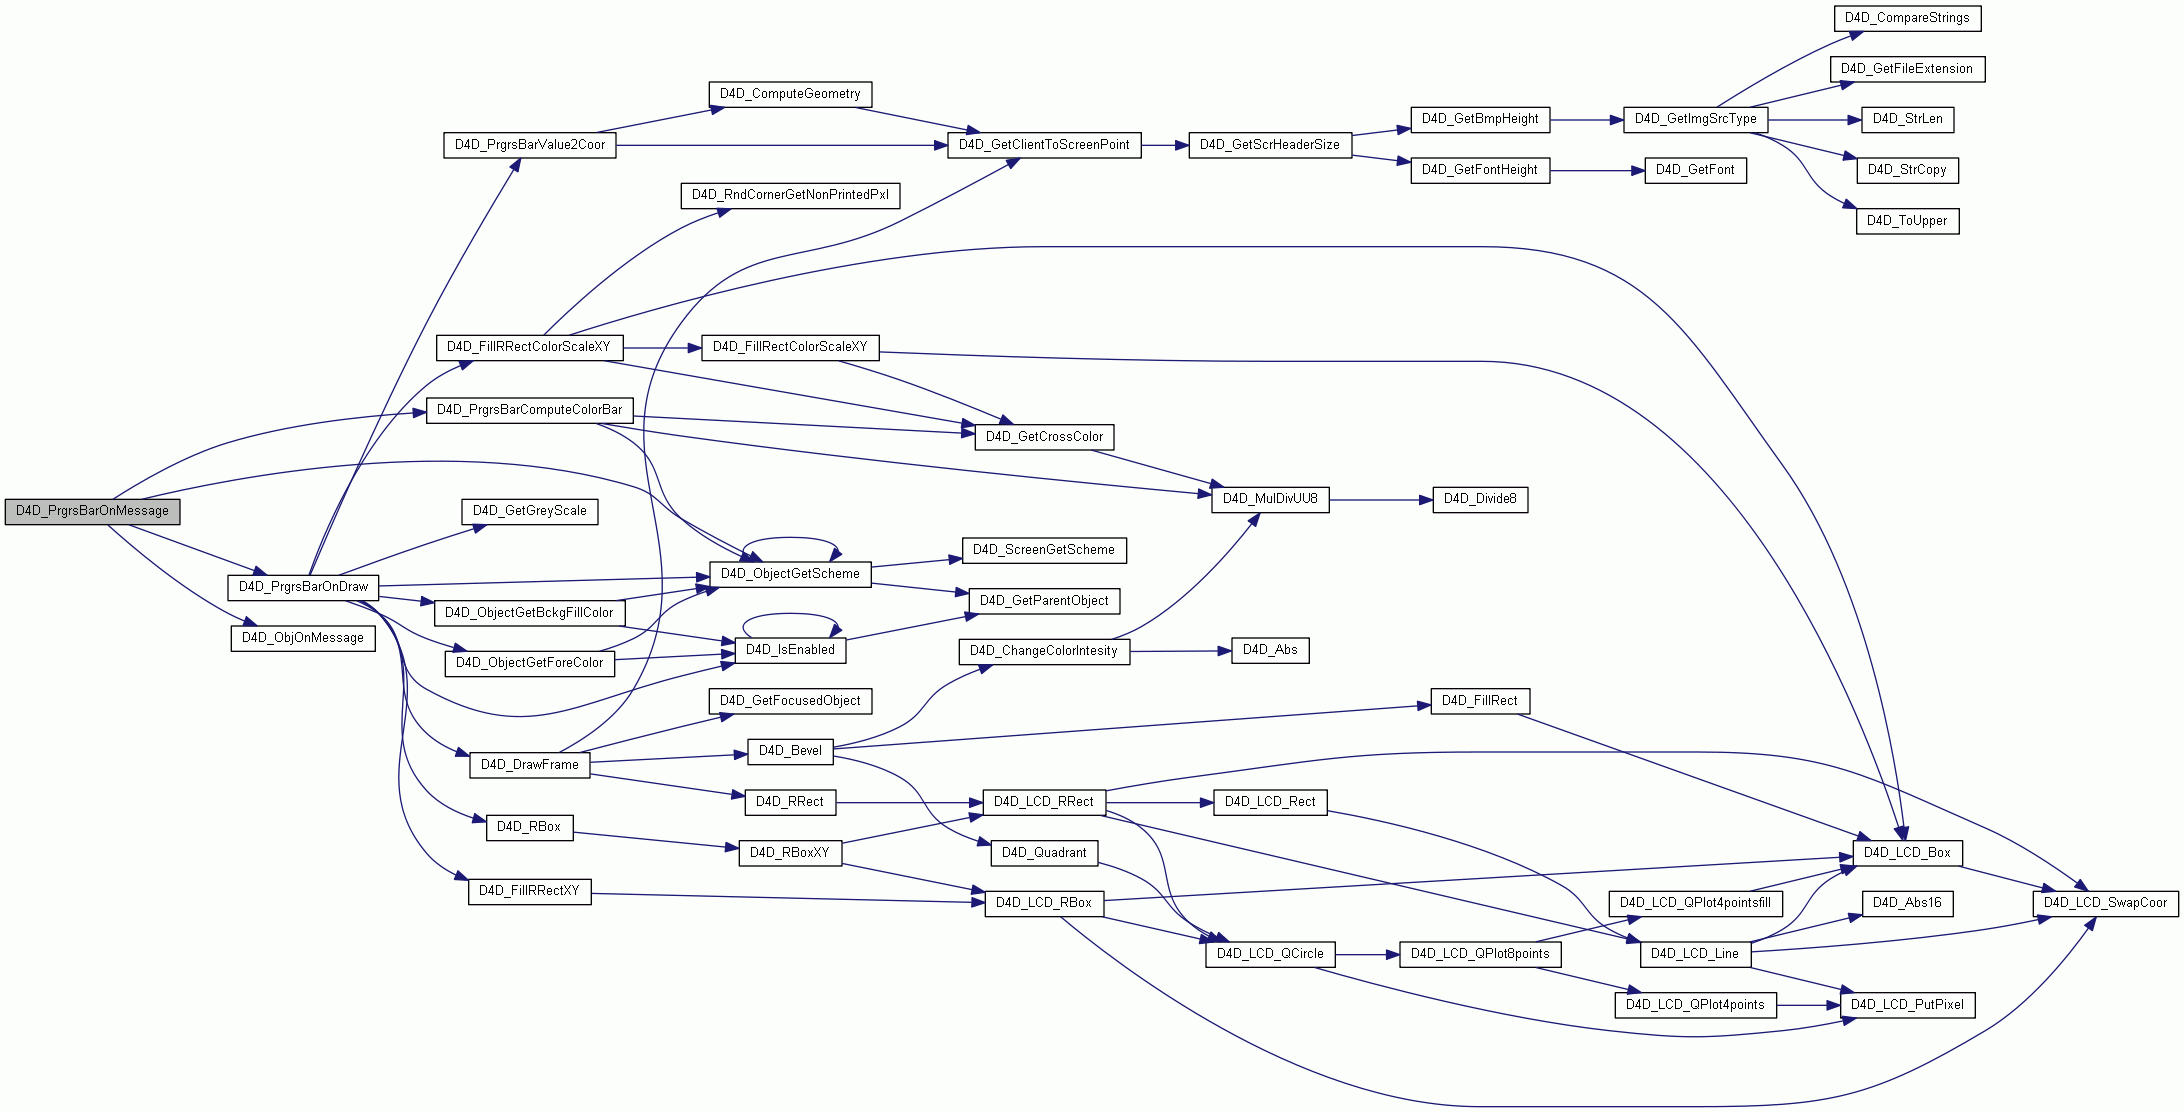 D4D_CompareStrings
D4D_GetFileExtension
D4D_ComputeGeometry
D4D_GetBmpHeight
D4D_GetImgSrcType
D4D_StrLen
D4D_PrgrsBarValue2Coor
D4D_GetClientToScreenPoint
D4D_GetScrHeaderSize
D4D_GetFontHeight
D4D_GetFont
D4D_StrCopy
D4D_RndCornerGetNonPrintedPxl
D4D_ToUpper
D4D_FillRRectColorScaleXY
D4D_FillRectColorScaleXY
D4D_PrgrsBarComputeColorBar
D4D_GetCrossColor
D4D_MulDivUU8
D4D_Divide8
D4D_PrgrsBarOnMessage
D4D_GetGreyScale
D4D_ScreenGetScheme
D4D_ObjectGetScheme
D4D_PrgrsBarOnDraw
D4D_GetParentObject
D4D_ObjectGetBckgFillColor
D4D_ObjOnMessage
D4D_IsEnabled
D4D_ChangeColorIntesity
D4D_Abs
D4D_ObjectGetForeColor
D4D_GetFocusedObject
D4D_FillRect
D4D_Bevel
D4D_DrawFrame
D4D_RRect
D4D_LCD_RRect
D4D_LCD_Rect
D4D_RBox
D4D_RBoxXY
D4D_Quadrant
D4D_LCD_Box
D4D_FillRRectXY
D4D_LCD_RBox
D4D_LCD_QPlot4pointsfill
D4D_Abs16
D4D_LCD_SwapCoor
D4D_LCD_QCircle
D4D_LCD_QPlot8points
D4D_LCD_Line
D4D_LCD_QPlot4points
D4D_LCD_PutPixel